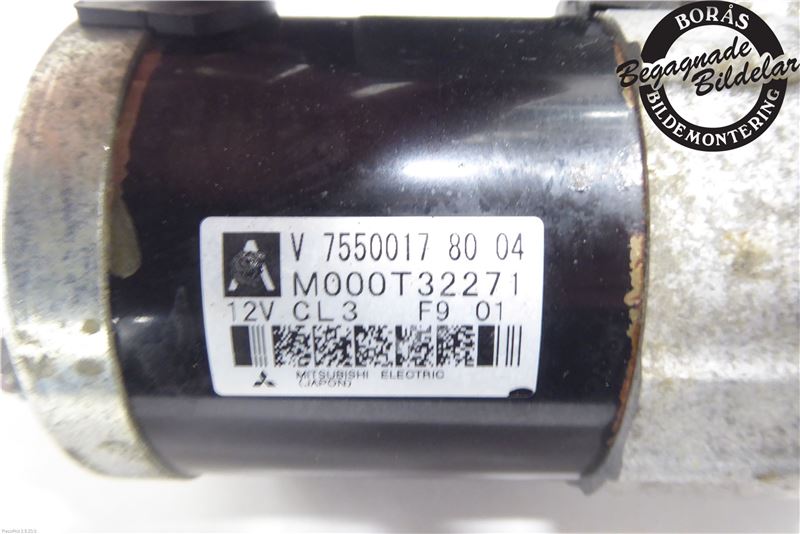 BORÅS
Begagnade
Bildelar
BILDEMONTERING
V 7550017 80 04
M000T32271
12V CL3 F9 01
MITSUBISHI ELECTRIC
(JAPON)